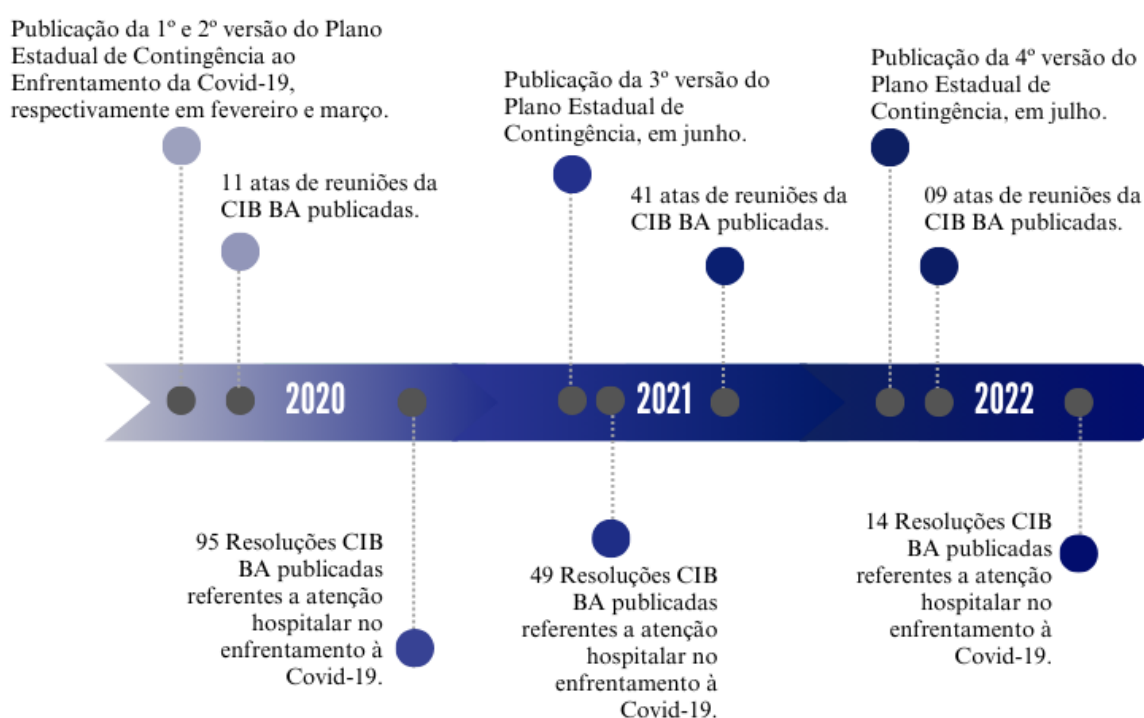 Publicação da 1º e 2º versão do Plano
Estadual de Contingência ao
Enfrentamento da Covid-19,
respectivamente em fevereiro e março.
11 atas de reuniões da
CIB BA publicadas.
Publicação da 3º versão do
Plano Estadual de
Contingência, em junho.
41 atas de reuniões da
CIB BA publicadas.
Publicação da 4º versão do
Plano Estadual de
Contingência, em julho.
09 atas de reuniões da
CIB BA publicadas.
2020
2021
2022
95 Resoluções CIB
BA publicadas
referentes a atenção
hospitalar no
enfrentamento à
Covid-19.
49 Resoluções CIB
BA publicadas
referentes a atenção
hospitalar no
enfrentamento à
Covid-19.
14 Resoluções CIB
BA publicadas
referentes a atenção
hospitalar no
enfrentamento à
Covid-19.